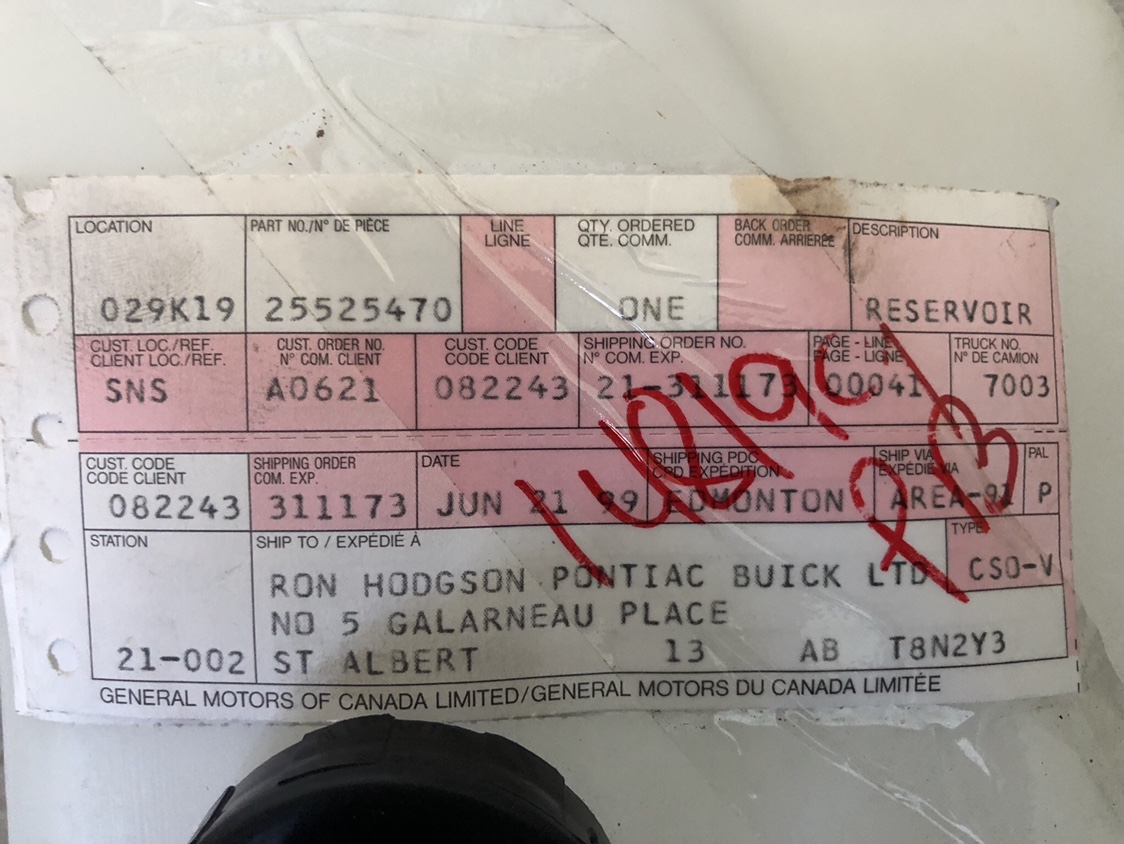 LOCATION PART NO./N° DE PIÈCE LINE QTY. ORDERED BACK ORDER DESCRIPTION
LIGNE QTE. COMM. COMM. ARRIERÉE
029K19 25525470 ONE RESERVOIR
CUST. LOC./REF. CUST. ORDER NO. CUST. CODE SHIPPING ORDER NO. PAGE - LINE TRUCK NO.
CLIENT LOC./REF. N° COM. CLIENT CODE CLIENT N° COM. EXP. PAGE - LIGNE N° DE CAMION
SNS A0621 082243 21-311173 00041 7003
CUST. CODE SHIPPING ORDER DATE SHIPPING PDC SHIP VIA PAL
CODE CLIENT COM. EXP. CPD EXPÉDITION EXPÉDIÉ VIA
082243 311173 JUN 21 99 EDMONTON AREA-91 P
STATION SHIP TO / EXPÉDIÉ À TYPE
CSO-V
RON HODGSON PONTIAC BUICK LTD
NO 5 GALARNEAU PLACE
21-002 ST ALBERT 13 AB T8N2Y3
GENERAL MOTORS OF CANADA LIMITED/GENERAL MOTORS DU CANADA LIMITÉE